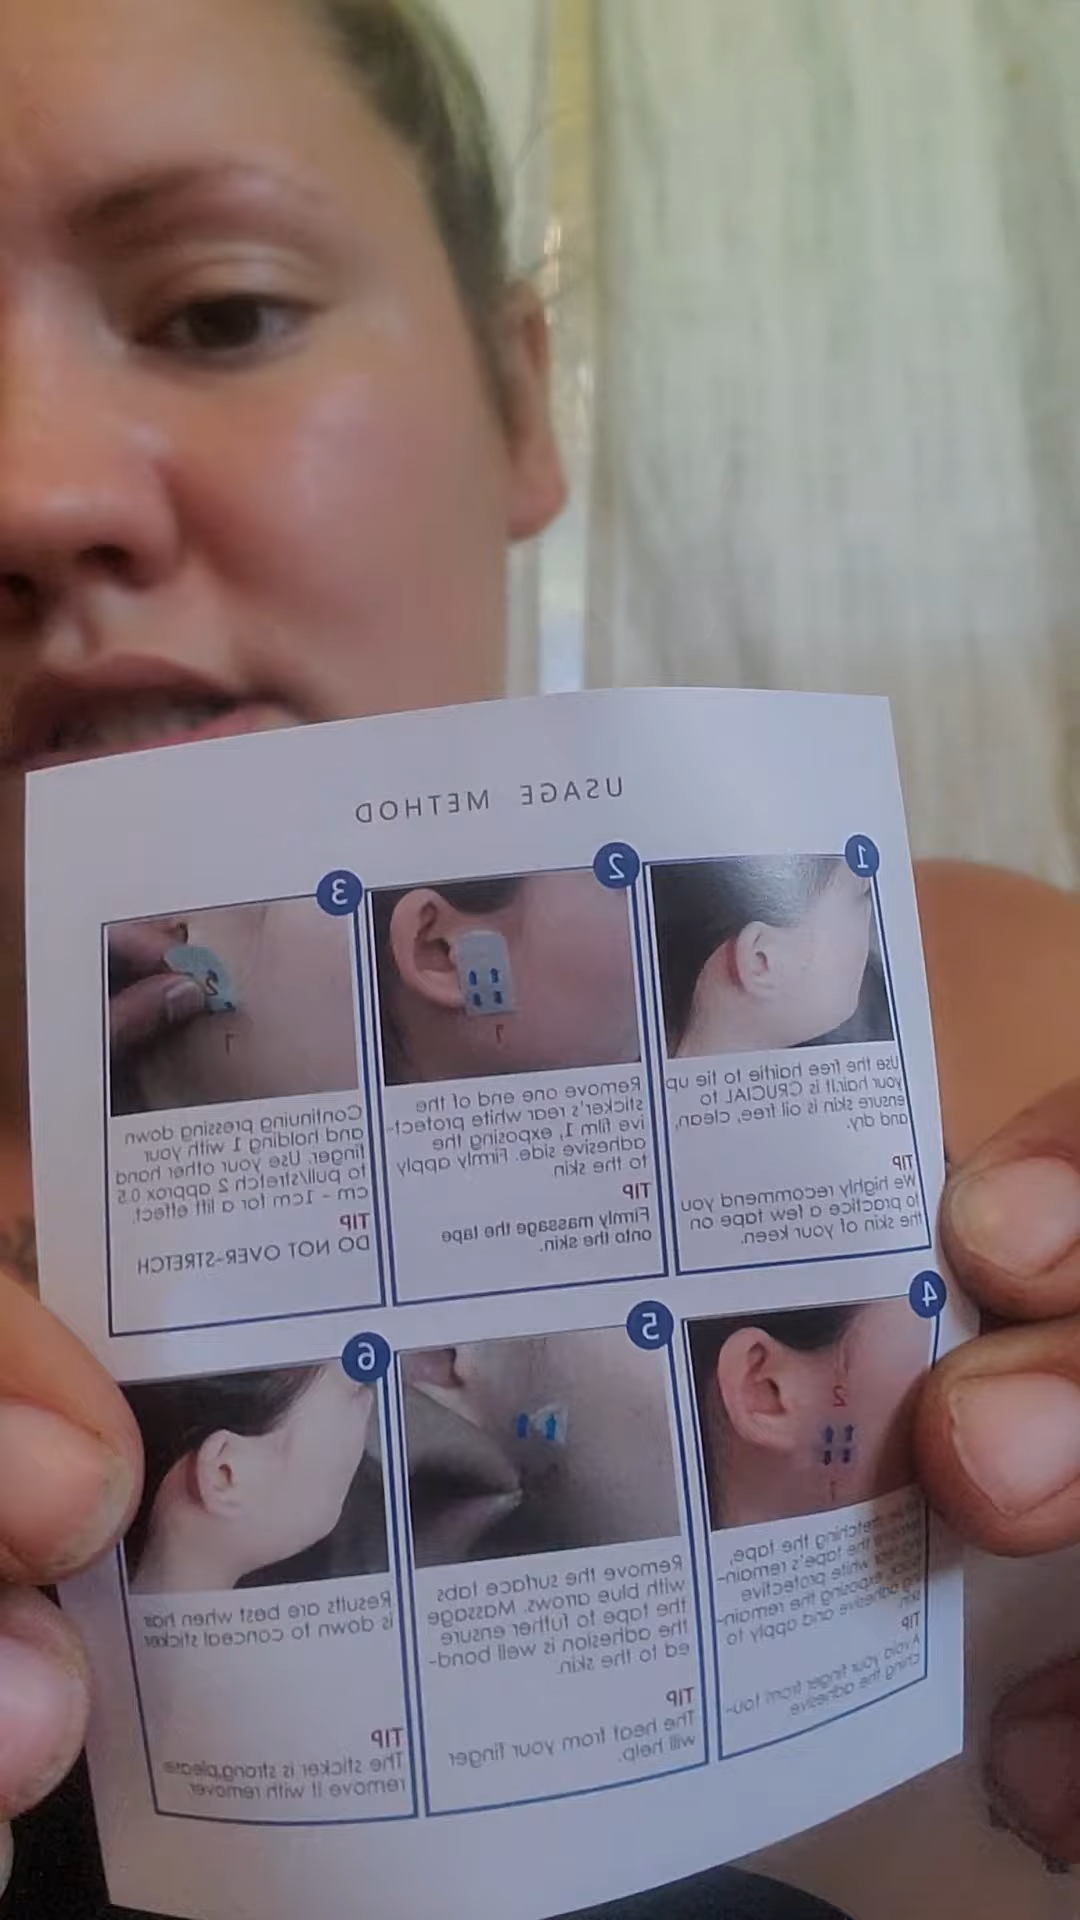 USAGE METHOD
1
Use the free hairtie to tie up
your hair.It is CRUCIAL to
ensure skin is oil free, clean,
and dry.
TIP
We highly recommend you
to practice a few tape on
the skin of your keen.
2
1
Remove one end of the
sticker's rear white protect-
ive film 1, exposing the
adhesive side. Firmly apply
to the skin
TIP
Firmly massage the tape
onto the skin.
3
2
1
Continuing pressing down
and holding 1 with your
finger. Use your other hand
to pull/stretch 2 approx 0.5
cm - 1cm for a lift effect.
TIP
DO NOT OVER-STRETCH
4
2
1
stretching the tape,
the tape's remain-
white protective
exposing the remain-
adhesive and apply to
skin
TIP
Avoid your finger from tou-
ching the adhesive
5
Remove the surface tabs
with blue arrows. Massage
the tape to futher ensure
the adhesion is well bond-
ed to the skin.
TIP
The heat from your finger
will help.
6
Results are best when hair
is down to conceal sticker
TIP
The sticker is strong,please
remove it with remover